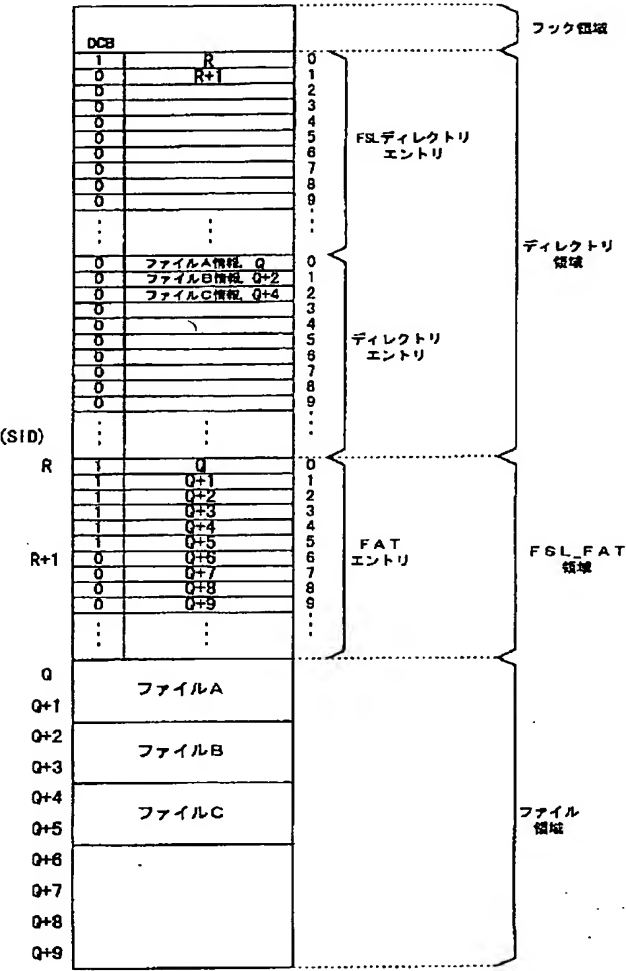 フック領域
DCB
1 R 0
0 R+1 1
0 2
0 3
0 4
0 5
0 6
0 7
0 8
0 9
⋮ ⋮ ⋮
FSLディレクトリ
エントリ
ディレクトリ
領域
0 ファイルA情報, Q 0
0 ファイルB情報, Q+2 1
0 ファイルC情報, Q+4 2
0 3
0 4
0 5
0 6
0 7
0 8
0 9
⋮ ⋮ ⋮
ディレクトリ
エントリ
(SID)
R 1 Q 0
1 Q+1 1
1 Q+2 2
1 Q+3 3
1 Q+4 4
1 Q+5 5
R+1 0 Q+6 6
0 Q+7 7
0 Q+8 8
0 Q+9 9
⋮ ⋮ ⋮
FAT
エントリ
FSL_FAT
領域
Q
ファイルA
Q+1
Q+2
ファイルB
Q+3
Q+4
ファイルC
Q+5
ファイル
領域
Q+6
Q+7
Q+8
Q+9